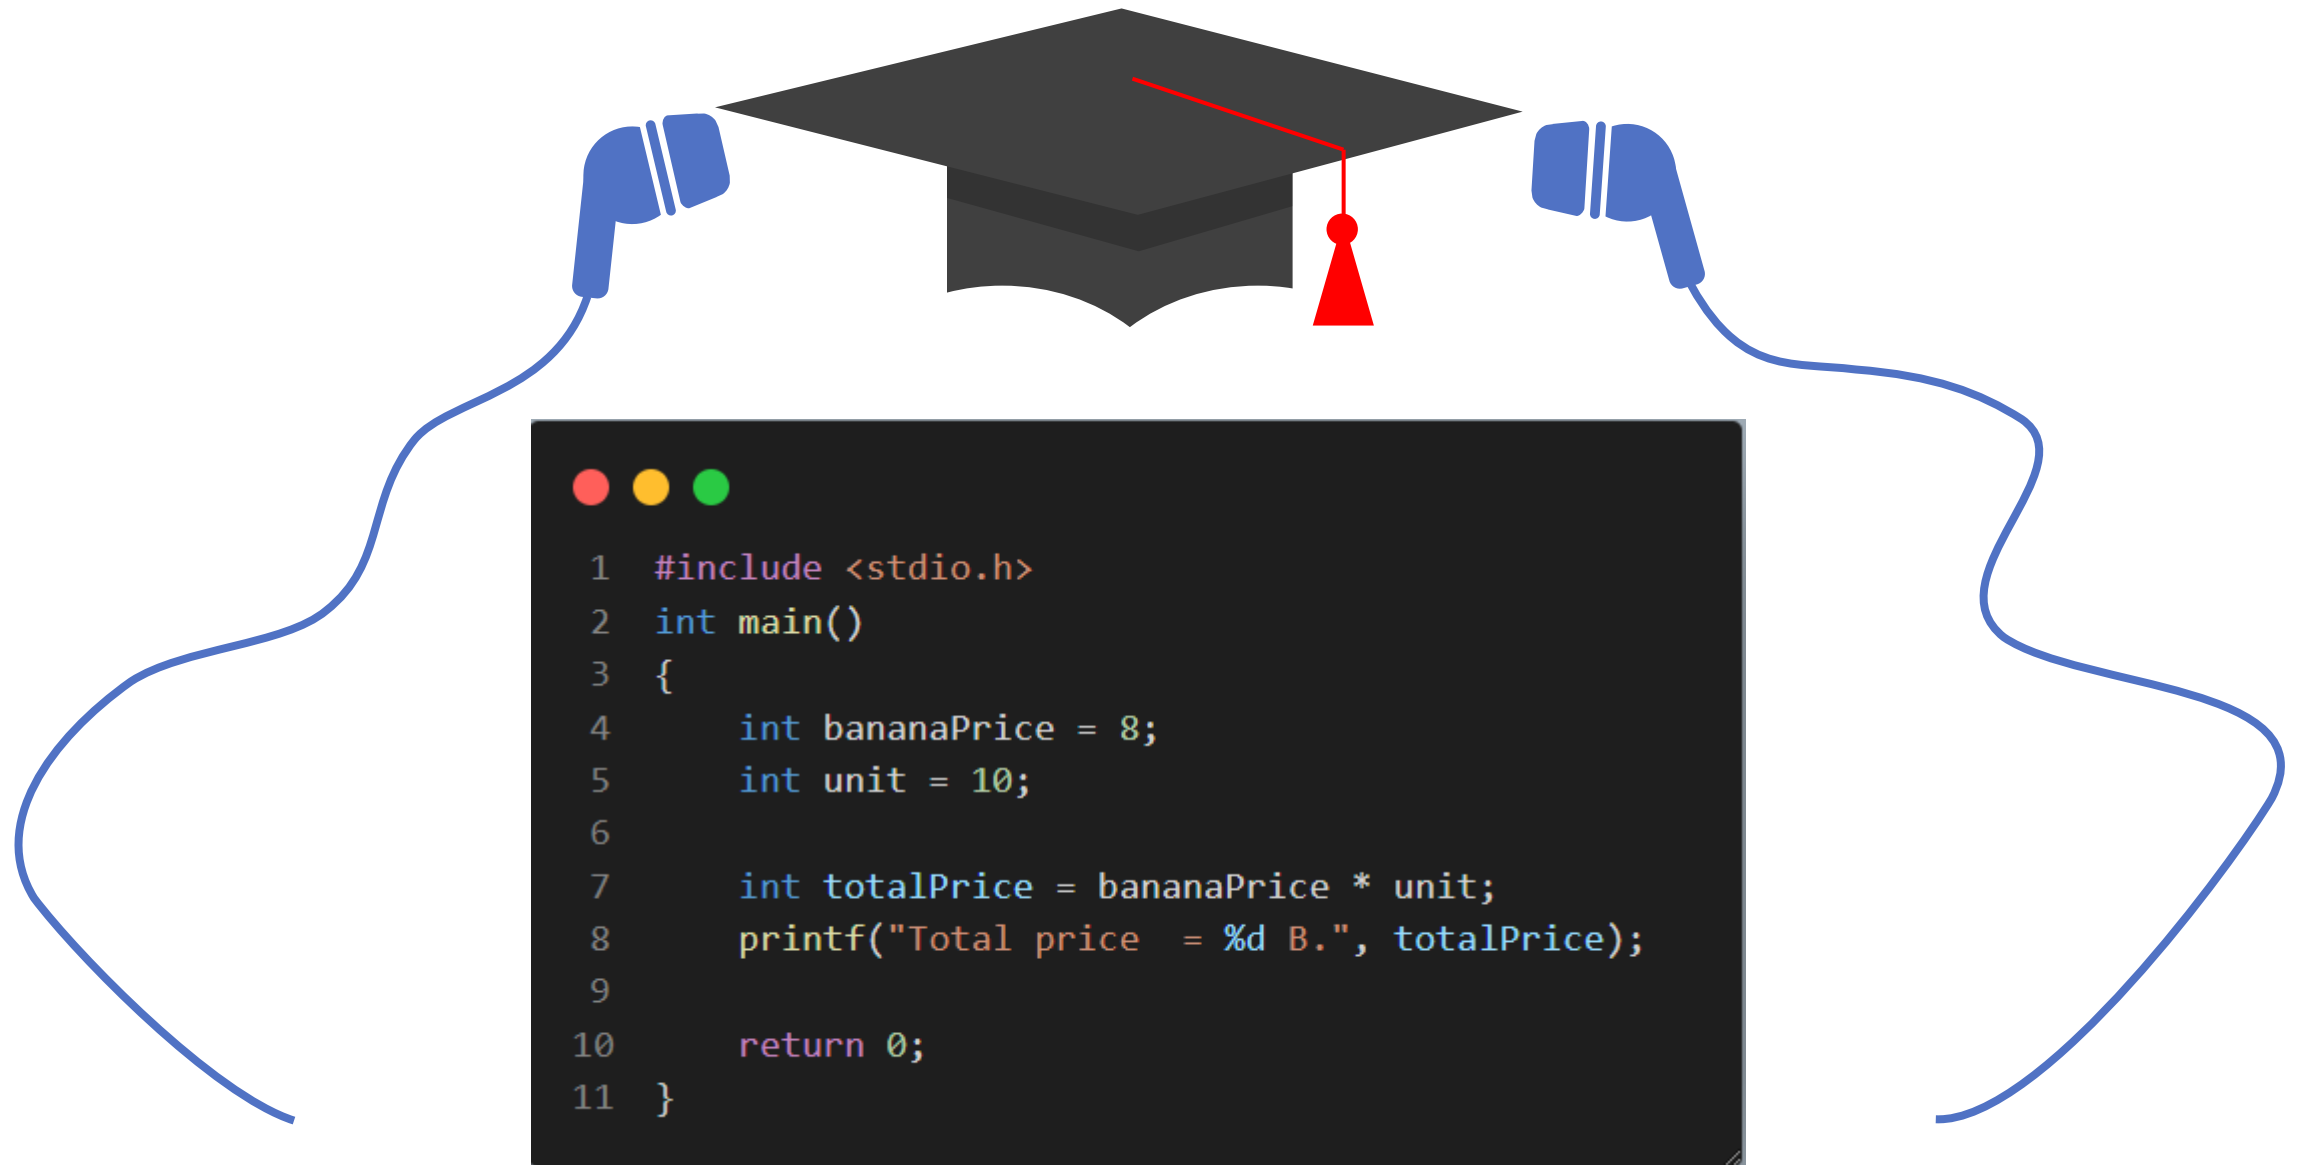 1 #include <stdio.h>
2 int main()
3 {
4     int bananaPrice = 8;
5     int unit = 10;
6
7     int totalPrice = bananaPrice * unit;
8     printf("Total price  = %d B.", totalPrice);
9
10     return 0;
11 }